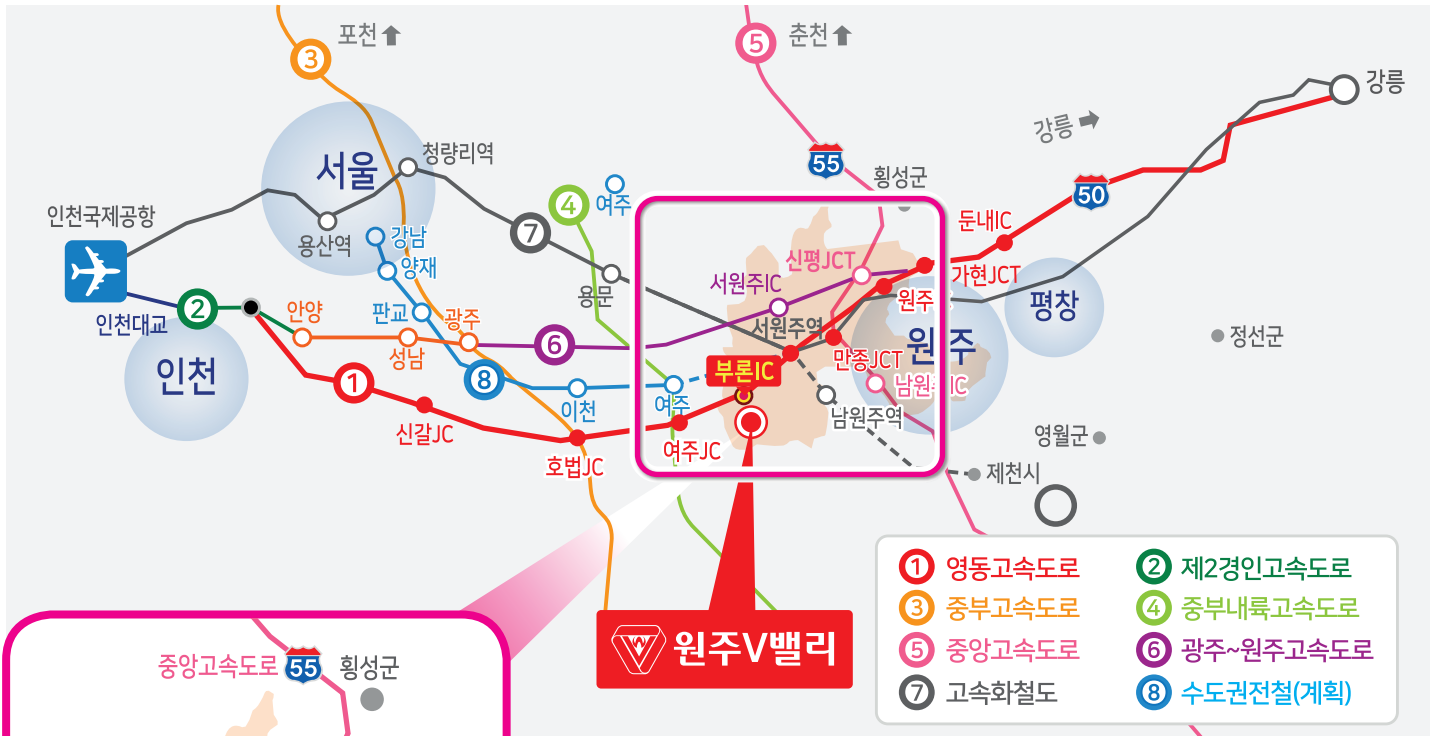 포천
춘천
3
5
강릉
강릉
55
청량리역
서울
횡성군
50
인천국제공항
4
여주
7
용산역
강남
둔내IC
양재
신평JCT
가현JCT
용문
서원주IC
원주
평창
2
인천대교
안양
판교
광주
서원주역
원주
정선군
성남
6
만종JCT
인천
부론IC
1
8
이천
여주
남원주IC
남원주역
신갈JC
영월군
호법JC
여주JC
제천시
1 영동고속도로
2 제2경인고속도로
3 중부고속도로
4 중부내륙고속도로
5 중앙고속도로
6 광주~원주고속도로
7 고속화철도
8 수도권전철(계획)
원주V밸리
중앙고속도로
55
횡성군